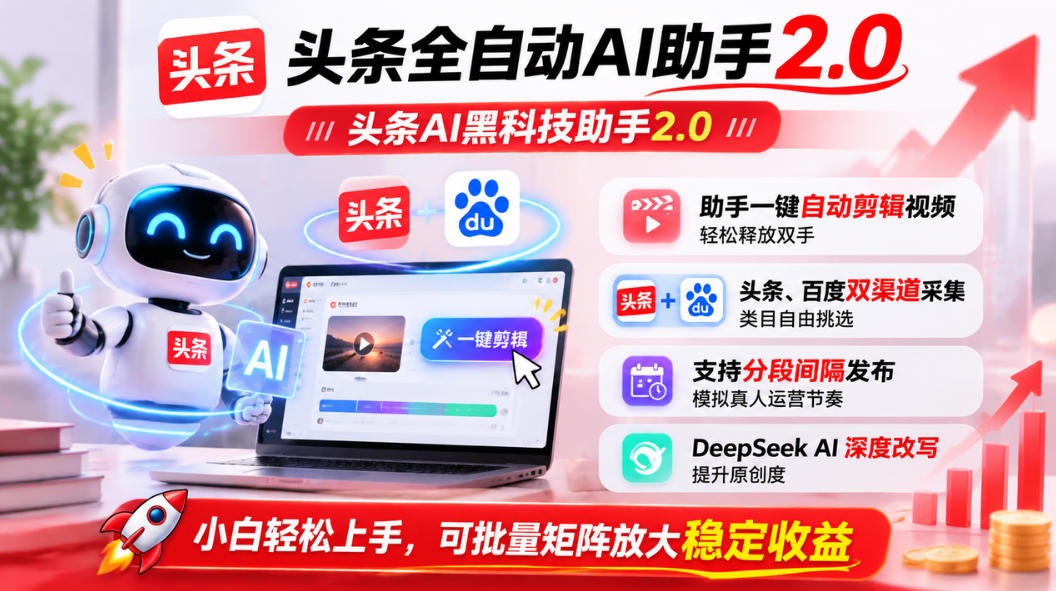 头条
头条全自动AI助手2.0
头条AI黑科技助手2.0
头条
du
助手一键自动剪辑视频
轻松释放双手
头条
du
头条、百度双渠道采集
类目自由挑选
一键剪辑
头条
AI
支持分段间隔发布
模拟真人运营节奏
DeepSeek AI 深度改写
提升原创度
小白轻松上手，可批量矩阵放大稳定收益